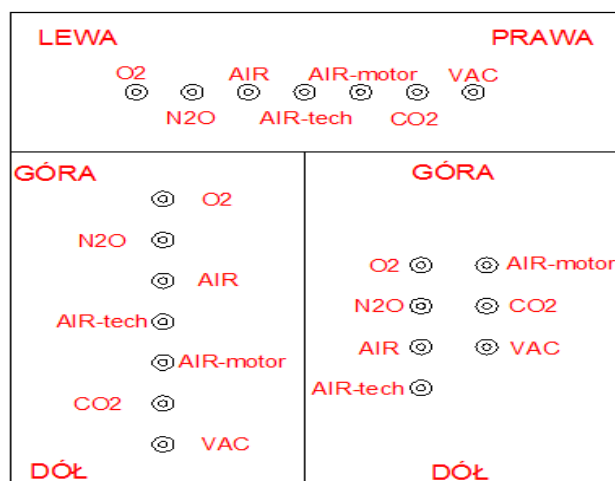 LEWA PRAWA
O2 AIR AIR-motor VAC
N2O AIR-tech CO2
GÓRA
O2
N2O
AIR
AIR-tech
AIR-motor
CO2
VAC
DÓŁ
GÓRA
O2 AIR-motor
N2O CO2
AIR VAC
AIR-tech
DÓŁ